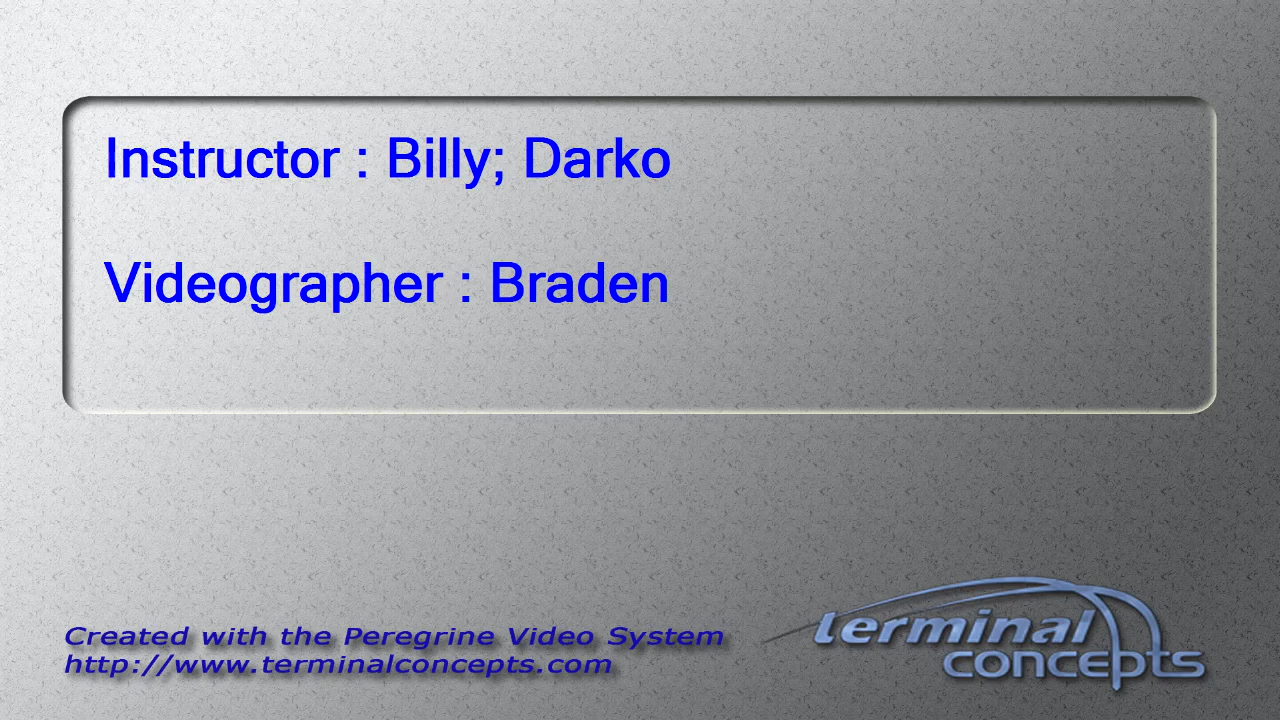 Instructor : Billy; Darko
Videographer : Braden
Created with the Peregrine Video System
http://www.terminalconcepts.com
terminal
concepts